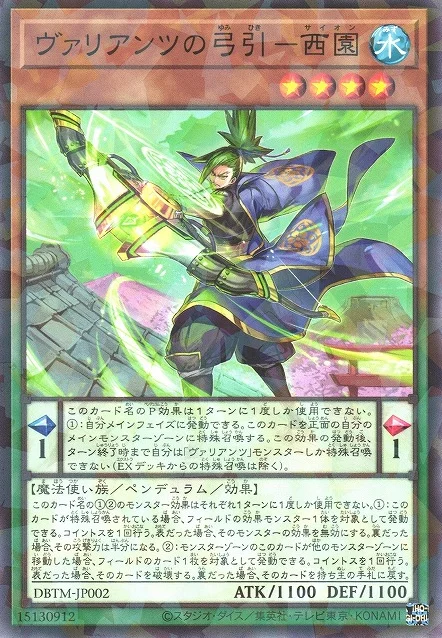 ヴァリアンツの弓引－西園
水
このカード名のP効果は1ターンに1度しか使用できない。
①：自分メインフェイズに発動できる。このカードを正面の自分の
メインモンスターゾーンに特殊召喚する。この効果の発動後、
ターン終了時まで自分は「ヴァリアンツ」モンスターしか特殊召喚
できない（EXデッキからの特殊召喚は除く）。
1
1
【魔法使い族／ペンデュラム／効果】
このカード名の①②のモンスター効果はそれぞれ1ターンに1度しか使用できない。①：この
カードが特殊召喚されている場合、フィールドの効果モンスター1体を対象として発動
できる。コイントスを1回行う。表だった場合、そのモンスターの効果を無効にする。裏だっ
た場合、その攻撃力は半分になる。②：モンスターゾーンのこのカードが他のモンスターゾーンに
移動した場合、フィールドのカード1枚を対象として発動できる。コイントスを1回行う。
表だった場合、そのカードを破壊する。裏だった場合、そのカードを持ち主の手札に戻す。
DBTM-JP002
ATK/1100 DEF/1100
15130912
©スタジオ・ダイス／集英社・テレビ東京・KONAMI